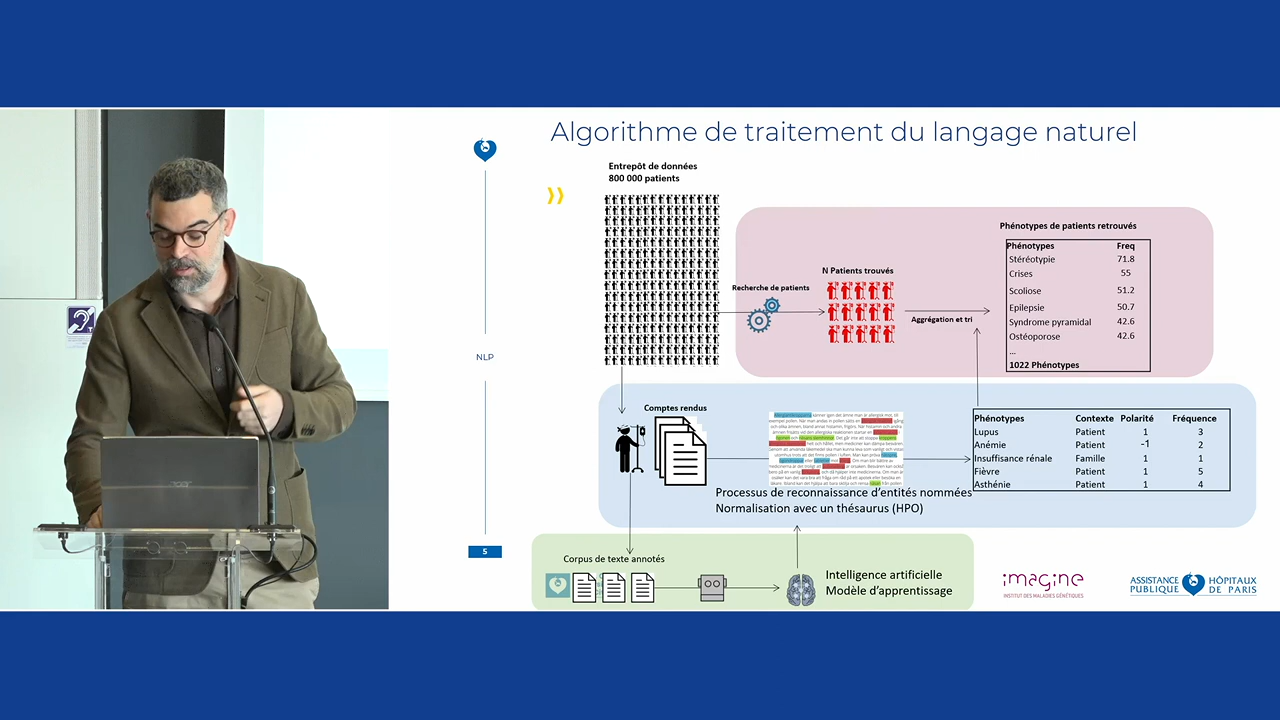 Algorithme de traitement du langage naturel
Entrepôt de données
800 000 patients
NLP
5
Recherche de patients
N Patients trouvés
Aggrégation et tri
Phénotypes de patients retrouvés
Phénotypes Freq
Stéréotypie 71.8
Crises 55
Scoliose 51.2
Epilepsie 50.7
Syndrome pyramidal 42.6
Ostéoporose 42.6
...
1022 Phénotypes
Comptes rendus
Processus de reconnaissance d'entités nommées
Normalisation avec un thésaurus (HPO)
Phénotypes Contexte Polarité Fréquence
Lupus Patient 1 3
Anémie Patient -1 2
Insuffisance rénale Famille 1 1
Fièvre Patient 1 5
Asthénie Patient 1 4
Corpus de texte annotés
Intelligence artificielle
Modèle d'apprentissage
imagine
INSTITUT DES MALADIES GÉNÉTIQUES
ASSISTANCE HÔPITAUX
PUBLIQUE DE PARIS
acer